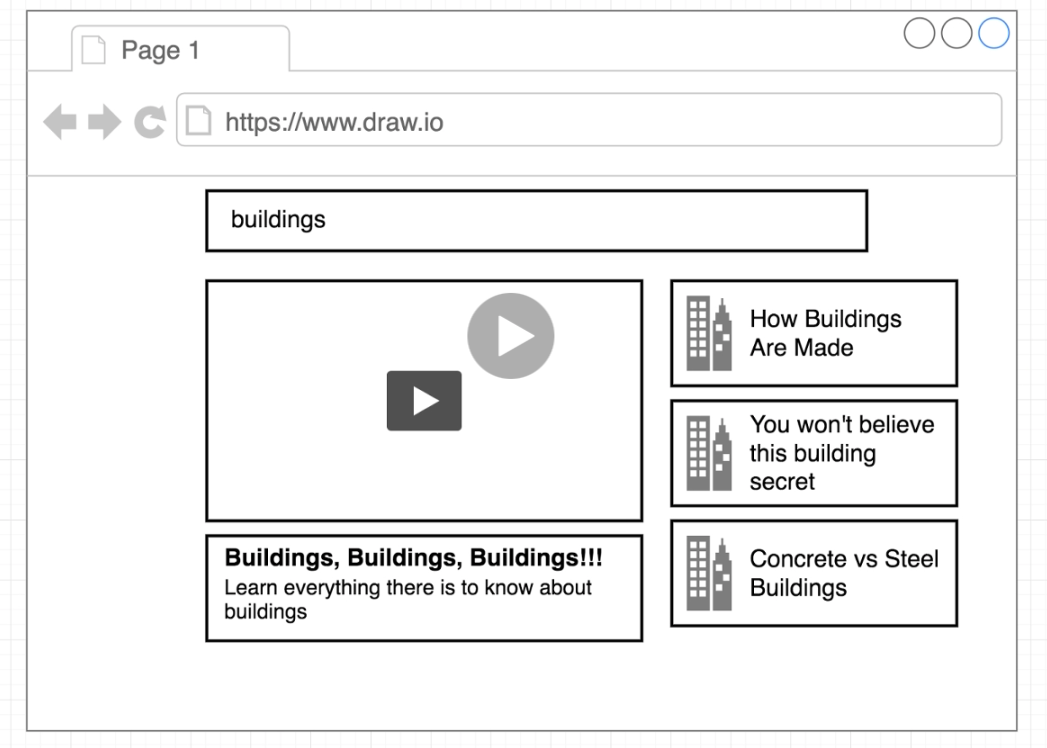 Page 1
https://www.draw.io
buildings
Buildings, Buildings, Buildings!!!
Learn everything there is to know about
buildings
How Buildings
Are Made
You won't believe
this building
secret
Concrete vs Steel
Buildings